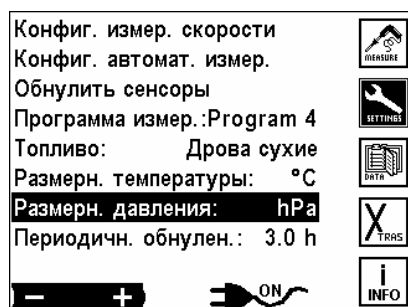 Конфиг. измер. скорости
Конфиг. автомат. измер.
Обнулить сенсоры
Программа измер.:Program 4
Топливо: Дрова сухие
Размерн. температуры: °C
Размерн. давления: hPa
Периодичн. обнулен.: 3.0 h
− + ON
MEASURE
SETTINGS
DATA
XTRAS
i
INFO